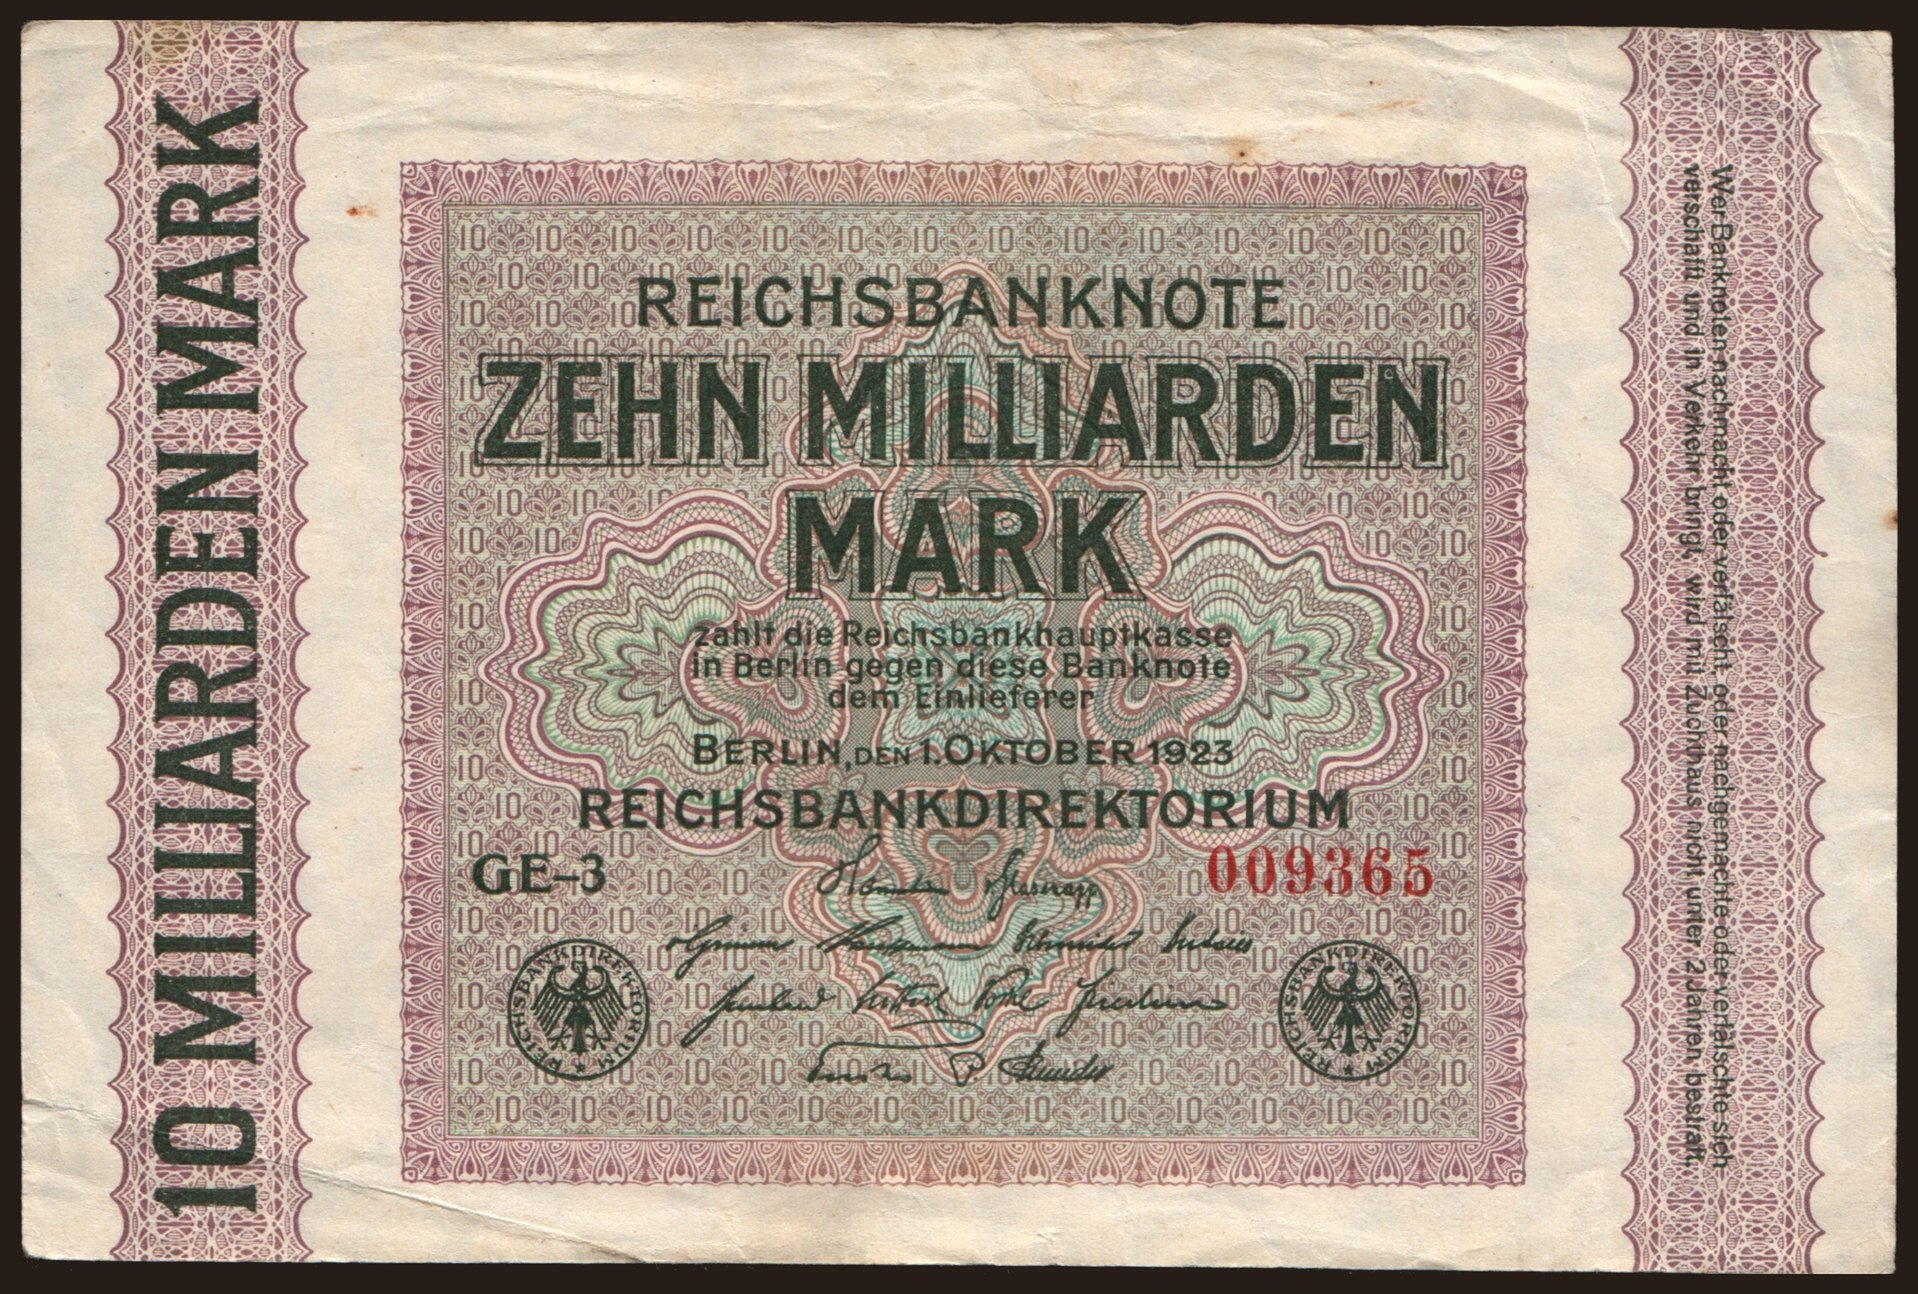 10 MILLIARDEN MARK
REICHSBANKNOTE
ZEHN MILLIARDEN
MARK
zahlt die Reichsbankhauptkasse
in Berlin gegen diese Banknote
dem Einlieferer
BERLIN, DEN 1. OKTOBER 1923
REICHSBANKDIREKTORIUM
GE-3
009365
REICHSBANKDIREKTORIUM
REICHSBANKDIREKTORIUM
Wer Banknoten nachmacht oder verfälscht oder nachgemachte oder verfälschte sich
verschafft und in Verkehr bringt, wird mit Zuchthaus nicht unter 2 Jahren bestraft.